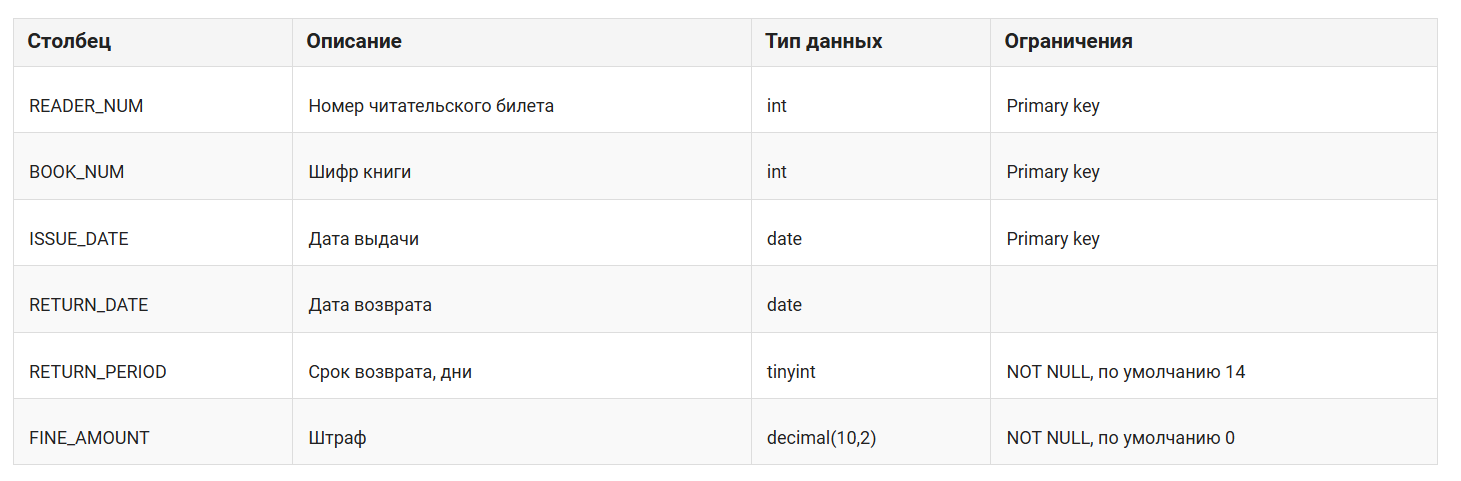 Столбец Описание Тип данных Ограничения
READER_NUM Номер читательского билета int Primary key
BOOK_NUM Шифр книги int Primary key
ISSUE_DATE Дата выдачи date Primary key
RETURN_DATE Дата возврата date
RETURN_PERIOD Срок возврата, дни tinyint NOT NULL, по умолчанию 14
FINE_AMOUNT Штраф decimal(10,2) NOT NULL, по умолчанию 0